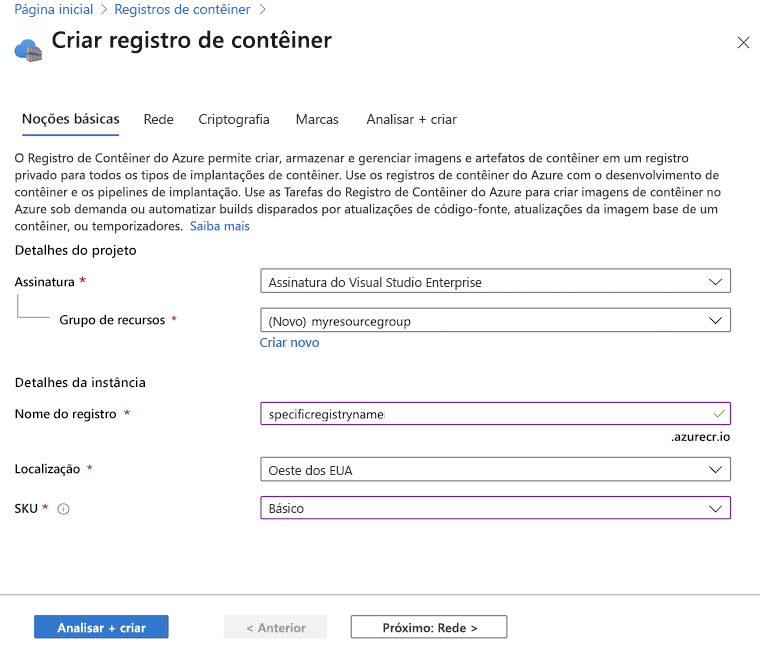 Página inicial > Registros de contêiner >
Criar registro de contêiner
Noções básicas Rede Criptografia Marcas Analisar + criar
O Registro de Contêiner do Azure permite criar, armazenar e gerenciar imagens e artefatos de contêiner em um registro
privado para todos os tipos de implantações de contêiner. Use os registros de contêiner do Azure com o desenvolvimento de
contêiner e os pipelines de implantação. Use as Tarefas do Registro de Contêiner do Azure para criar imagens de contêiner no
Azure sob demanda ou automatizar builds disparados por atualizações de código-fonte, atualizações da imagem base de um
contêiner, ou temporizadores. Saiba mais
Detalhes do projeto
Assinatura * Assinatura do Visual Studio Enterprise
Grupo de recursos * (Novo) myresourcegroup
Criar novo
Detalhes da instância
Nome do registro * specificregistryname
.azurecr.io
Localização * Oeste dos EUA
SKU * Básico
Analisar + criar < Anterior Próximo: Rede >